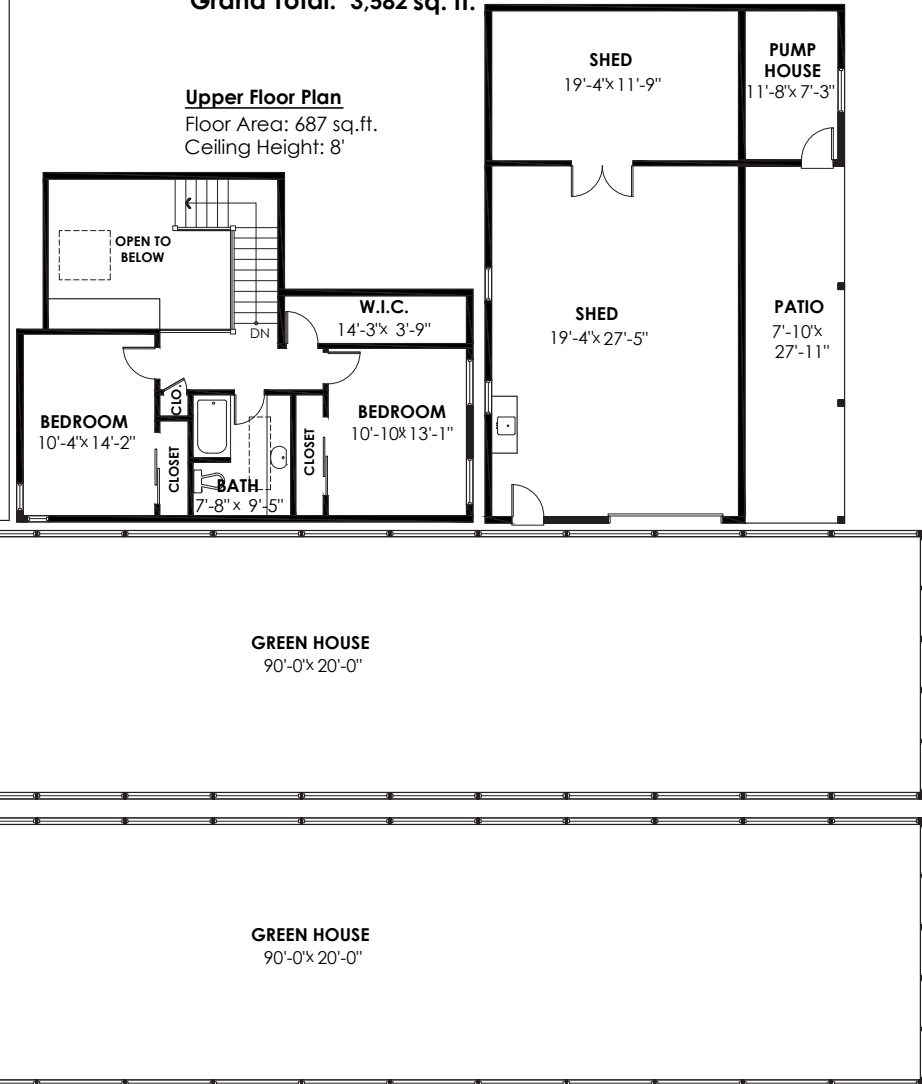 Grand Total: 3,582 sq. ft.
Upper Floor Plan
Floor Area: 687 sq.ft.
Ceiling Height: 8'
SHED
19'-4"x 11'-9"
PUMP
HOUSE
11'-8"x 7'-3"
OPEN TO
BELOW
DN
W.I.C.
14'-3"x 3'-9"
SHED
19'-4"x 27'-5"
PATIO
7'-10"x
27'-11"
BEDROOM
10'-4"x 14'-2"
CLO.
CLOSET
BATH
7'-8" x 9'-5"
CLOSET
BEDROOM
10'-10"x 13'-1"
GREEN HOUSE
90'-0"x 20'-0"
GREEN HOUSE
90'-0"x 20'-0"